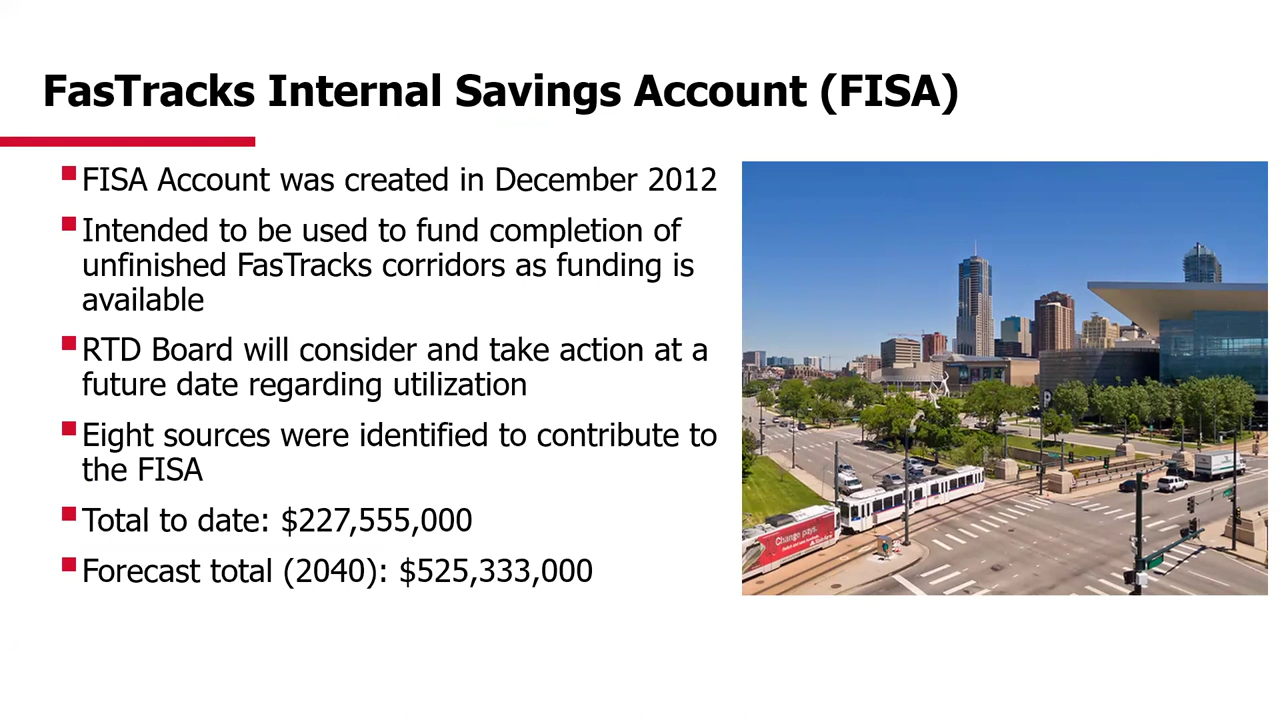 FasTracks Internal Savings Account (FISA)
FISA Account was created in December 2012
Intended to be used to fund completion of
unfinished FasTracks corridors as funding is
available
RTD Board will consider and take action at a
future date regarding utilization
Eight sources were identified to contribute to
the FISA
Total to date: $227,555,000
Forecast total (2040): $525,333,000
Change pays.